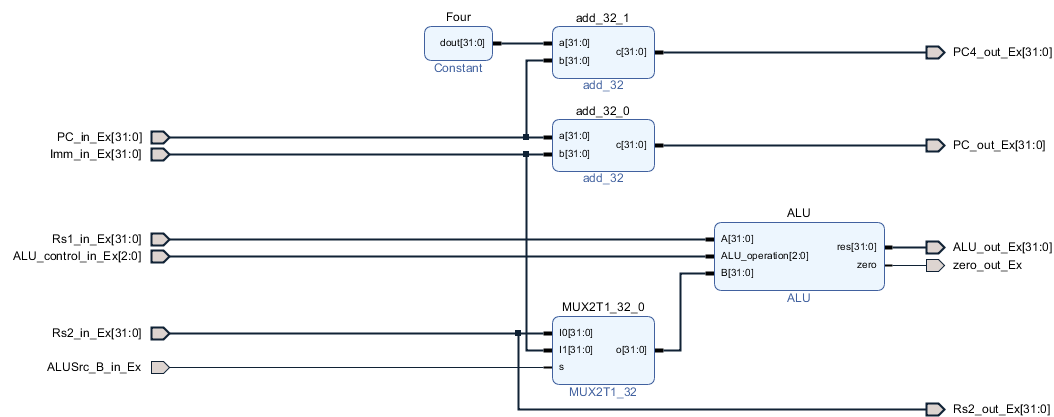 Four
dout[31:0]
Constant
add_32_1
a[31:0]
b[31:0]
c[31:0]
add_32
PC4_out_Ex[31:0]
add_32_0
PC_in_Ex[31:0]
Imm_in_Ex[31:0]
a[31:0]
b[31:0]
c[31:0]
add_32
PC_out_Ex[31:0]
Rs1_in_Ex[31:0]
ALU_control_in_Ex[2:0]
ALU
A[31:0]
ALU_operation[2:0]
B[31:0]
res[31:0]
zero
ALU
ALU_out_Ex[31:0]
zero_out_Ex
MUX2T1_32_0
Rs2_in_Ex[31:0]
ALUSrc_B_in_Ex
I0[31:0]
I1[31:0]
s
o[31:0]
MUX2T1_32
Rs2_out_Ex[31:0]